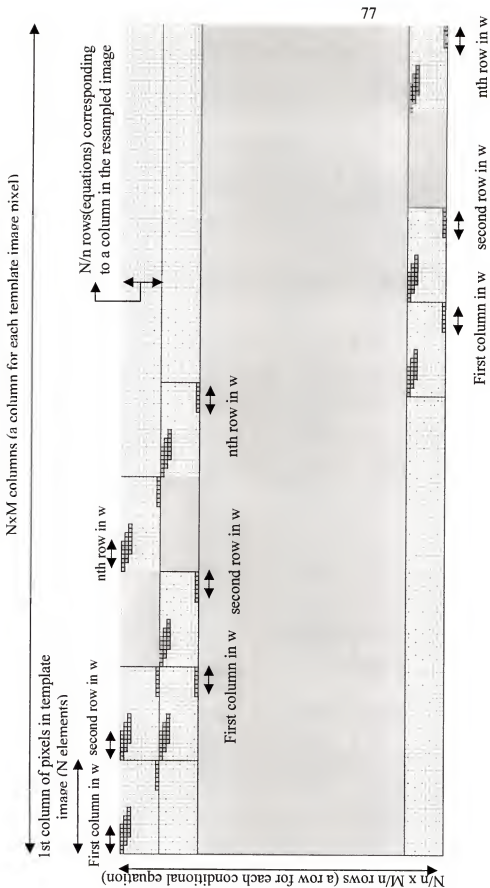 77
NxM columns (a column for each template image pixel)
1st column of pixels in template
image (N elements)
N/n rows(equations) corresponding
to a column in the resampled image
First column in w
second row in w
nth row in w
First column in w
second row in w
nth row in w
First column in w
second row in w
nth row in w
N/n x M/n rows (a row for each conditional equation)